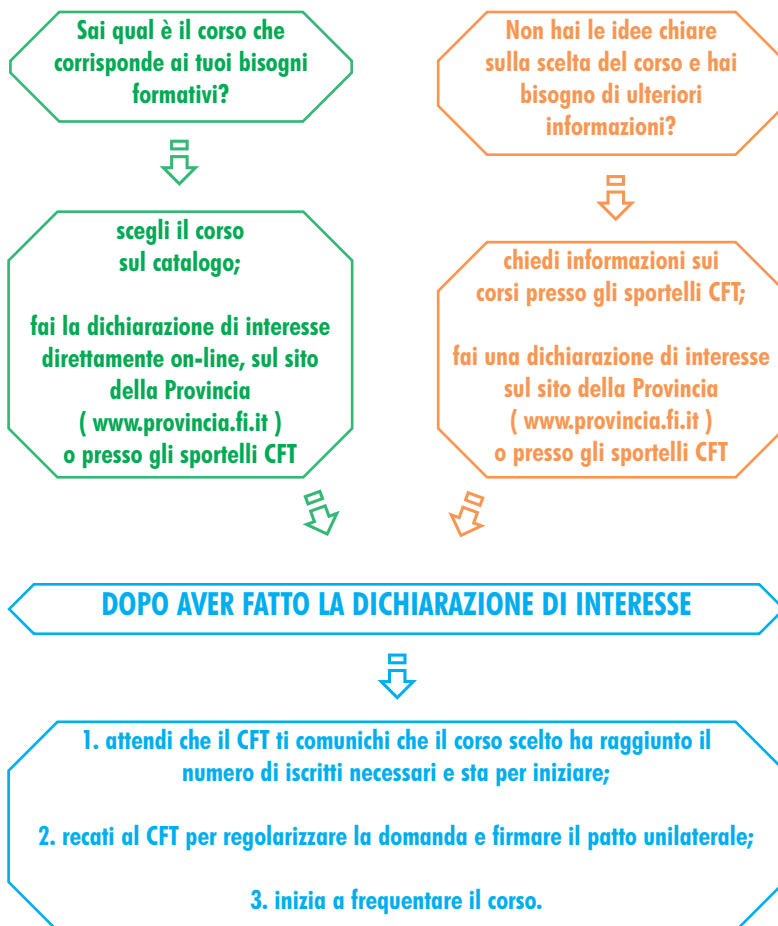 Sai qual è il corso che
corrisponde ai tuoi bisogni
formativi?
scegli il corso
sul catalogo;
fai la dichiarazione di interesse
direttamente on-line, sul sito
della Provincia
( www.provincia.fi.it )
o presso gli sportelli CFT
Non hai le idee chiare
sulla scelta del corso e hai
bisogno di ulteriori
informazioni?
chiedi informazioni sui
corsi presso gli sportelli CFT;
fai una dichiarazione di interesse
sul sito della Provincia
( www.provincia.fi.it )
o presso gli sportelli CFT
DOPO AVER FATTO LA DICHIARAZIONE DI INTERESSE
1. attendi che il CFT ti comunichi che il corso scelto ha raggiunto il
numero di iscritti necessari e sta per iniziare;
2. recati al CFT per regolarizzare la domanda e firmare il patto unilaterale;
3. inizia a frequentare il corso.